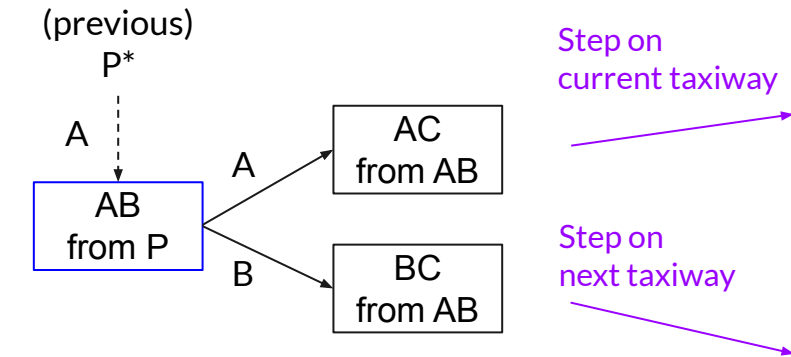 (previous)
P*
A
AB
from P
A
B
AC
from AB
BC
from AB
Step on
current taxiway
Step on
next taxiway